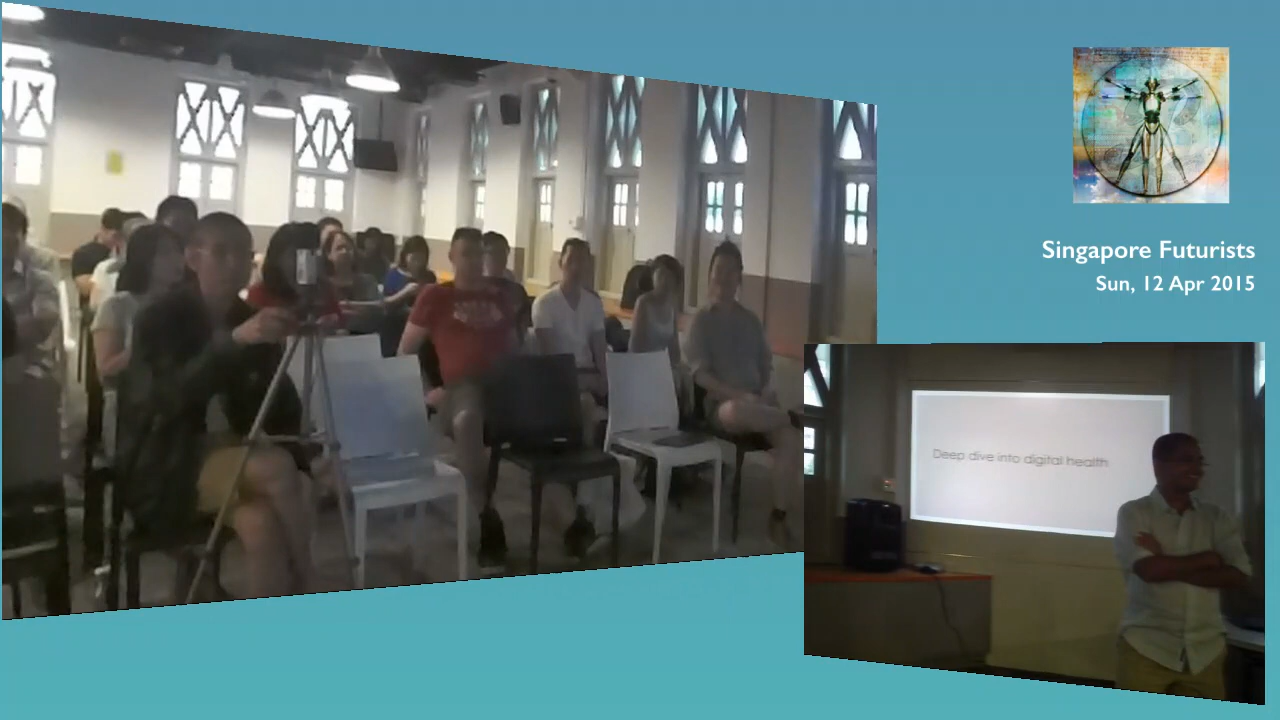 Singapore Futurists
Sun, 12 Apr 2015
Deep dive into digital health